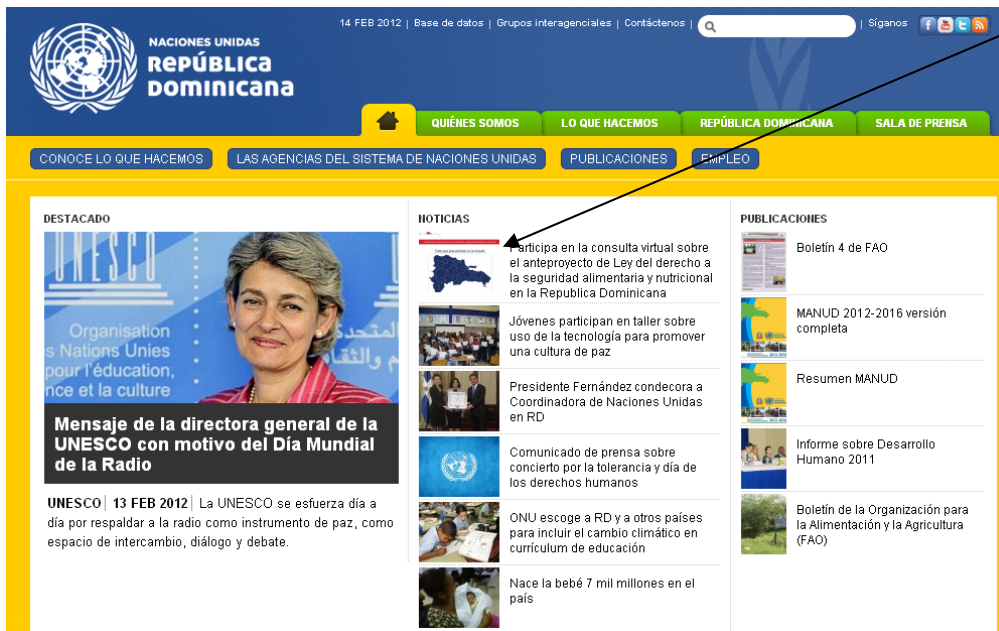 14 FEB 2012 | Base de datos | Grupos interagenciales | Contáctenos |
Síganos
NACIONES UNIDAS
REPÚBLICA
DOMINICANA
QUIÉNES SOMOS
LO QUE HACEMOS
REPÚBLICA DOMINICANA
SALA DE PRENSA
CONOCE LO QUE HACEMOS
LAS AGENCIAS DEL SISTEMA DE NACIONES UNIDAS
PUBLICACIONES
EMPLEO
DESTACADO
UNESCO
Organisation
s Nations Unies
pour l'éducation,
nce et la culture
Mensaje de la directora general de la
UNESCO con motivo del Día Mundial
de la Radio
UNESCO | 13 FEB 2012 | La UNESCO se esfuerza día a
día por respaldar a la radio como instrumento de paz, como
espacio de intercambio, diálogo y debate.
NOTICIAS
Participa en la consulta virtual sobre
el anteproyecto de Ley del derecho a
la seguridad alimentaria y nutricional
en la Republica Dominicana
Jóvenes participan en taller sobre
uso de la tecnología para promover
una cultura de paz
Presidente Fernández condecora a
Coordinadora de Naciones Unidas
en RD
Comunicado de prensa sobre
concierto por la tolerancia y día de
los derechos humanos
ONU escoge a RD y a otros países
para incluir el cambio climático en
currículum de educación
Nace la bebé 7 mil millones en el
país
PUBLICACIONES
Boletín 4 de FAO
MANUD 2012-2016 versión
completa
Resumen MANUD
Informe sobre Desarrollo
Humano 2011
Boletín de la Organización para
la Alimentación y la Agricultura
(FAO)